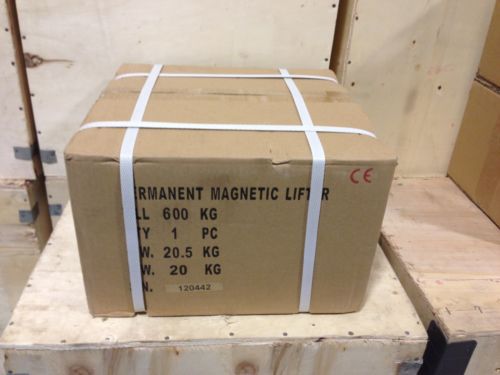 CE
ERMANENT MAGNETIC LIFTER
LL 600 KG
TY 1 PC
.W. 20.5 KG
.W. 20 KG
N. 120442